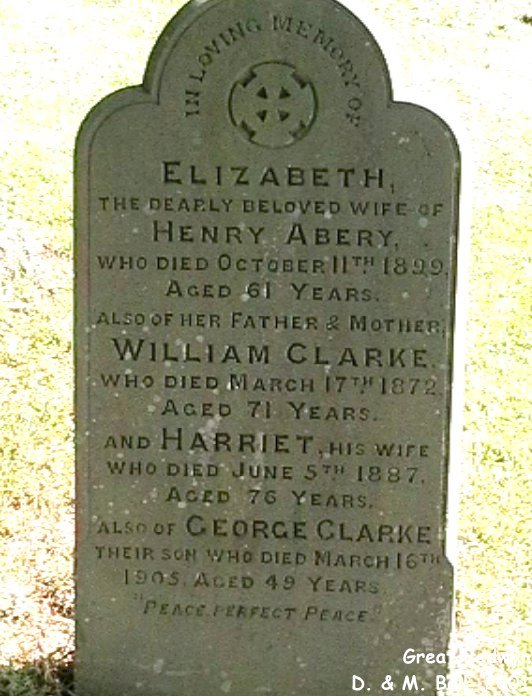 IN LOVING MEMORY OF
ELIZABETH,
THE DEARLY BELOVED WIFE OF
HENRY ABERY,
WHO DIED OCTOBER 11TH 1899,
AGED 61 YEARS.
ALSO OF HER FATHER & MOTHER,
WILLIAM CLARKE,
WHO DIED MARCH 17TH 1872
AGED 71 YEARS.
AND HARRIET, HIS WIFE
WHO DIED JUNE 5TH 1887,
AGED 76 YEARS.
ALSO OF GEORGE CLARKE
THEIR SON WHO DIED MARCH 16TH
1905, AGED 49 YEARS
"PEACE, PERFECT PEACE."
Great
D. & M.